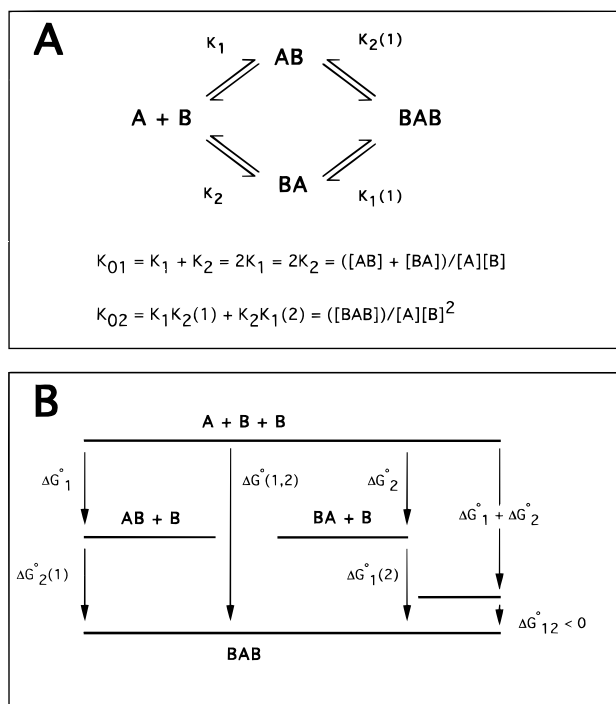 A
K₁ AB K₂(1)
A + B BAB
K₂ BA K₁(1)
K₀₁ = K₁ + K₂ = 2K₁ = 2K₂ = ([AB] + [BA])/[A][B]
K₀₂ = K₁K₂(1) + K₂K₁(2) = ([BAB])/[A][B]²
B
A + B + B
ΔG°₁ ΔG°(1,2) ΔG°₂
ΔG°₁ + ΔG°₂
AB + B BA + B
ΔG°₂(1) ΔG°₁(2)
ΔG°₁₂ < 0
BAB